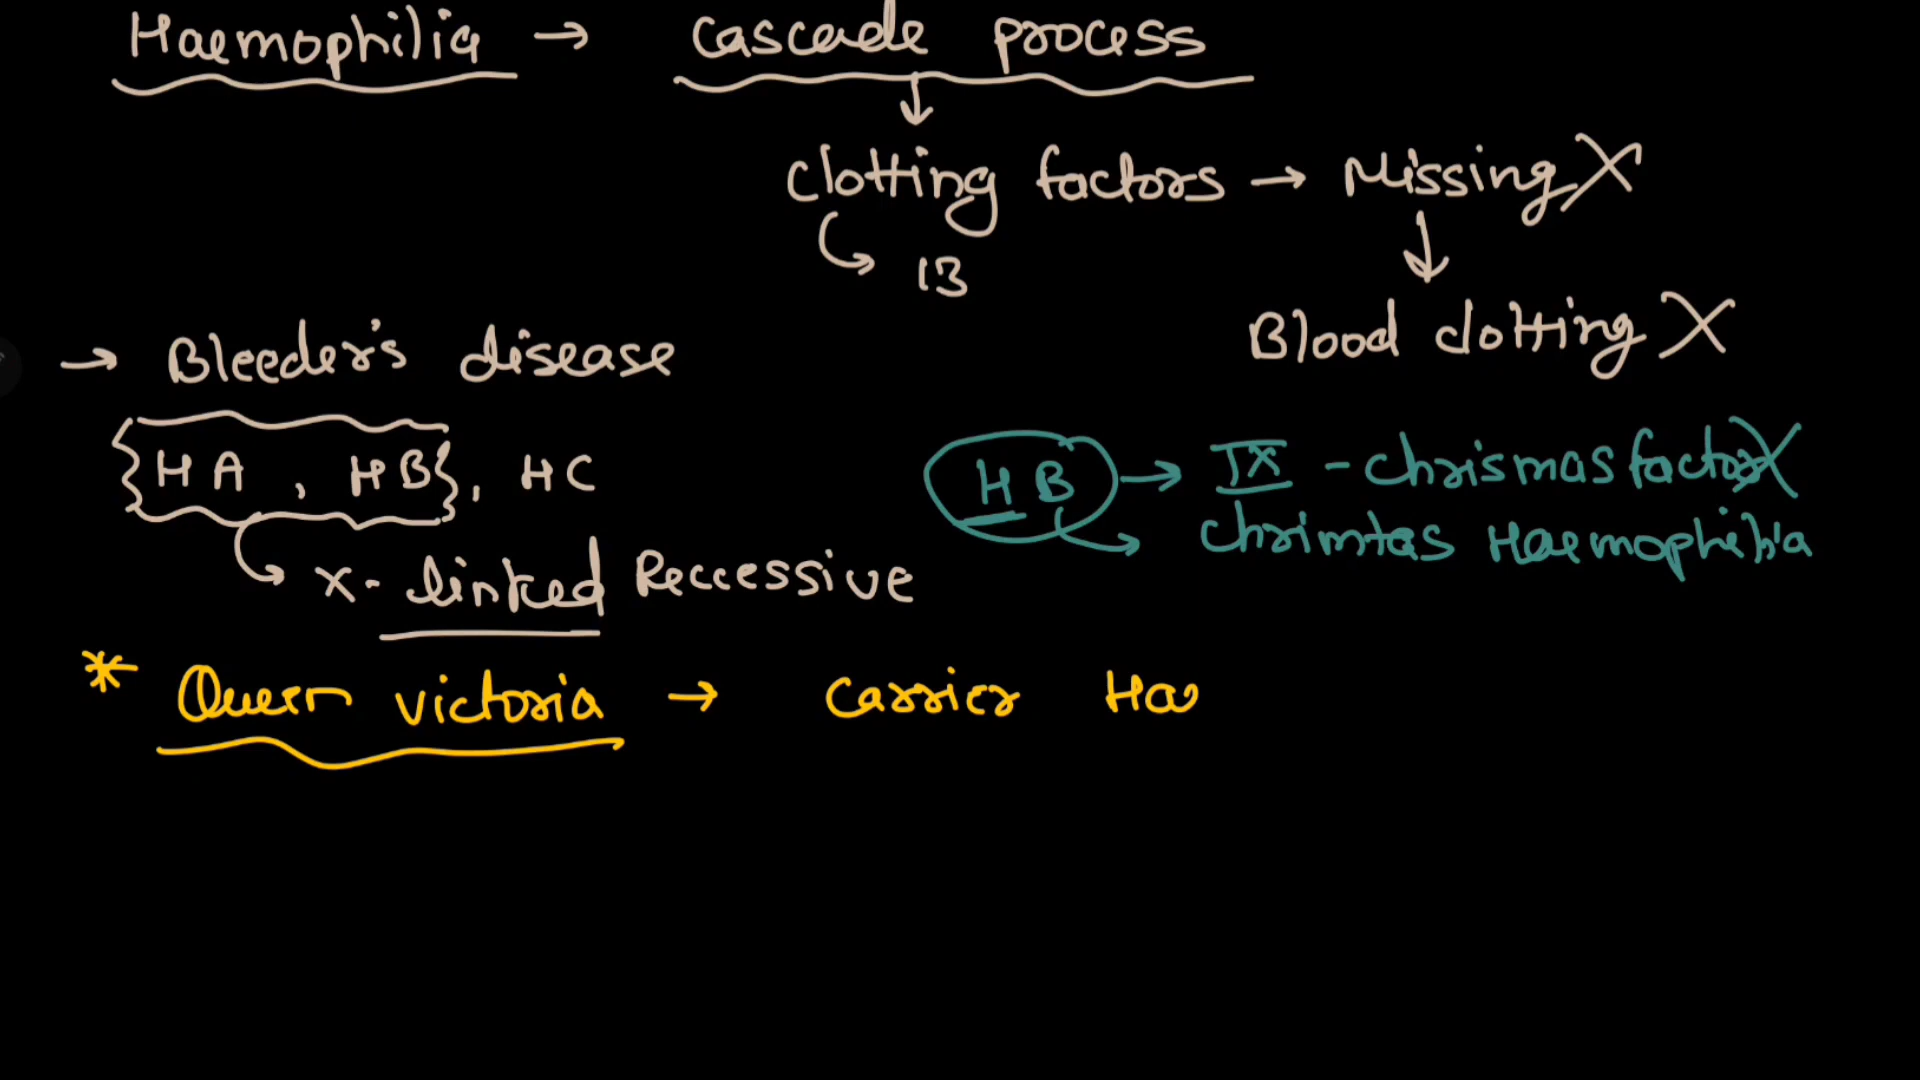 Haemophilia → cascade process
↓
Clotting factors → Missing X
↳ 13
↓
Blood clotting X
→ Bleeder's disease
{HA, HB}, HC
HB → IX - Chrismas factor X
Chrimtas Haemophilia
x-linked Reccessive
* Queen victoria → Carrier Hae